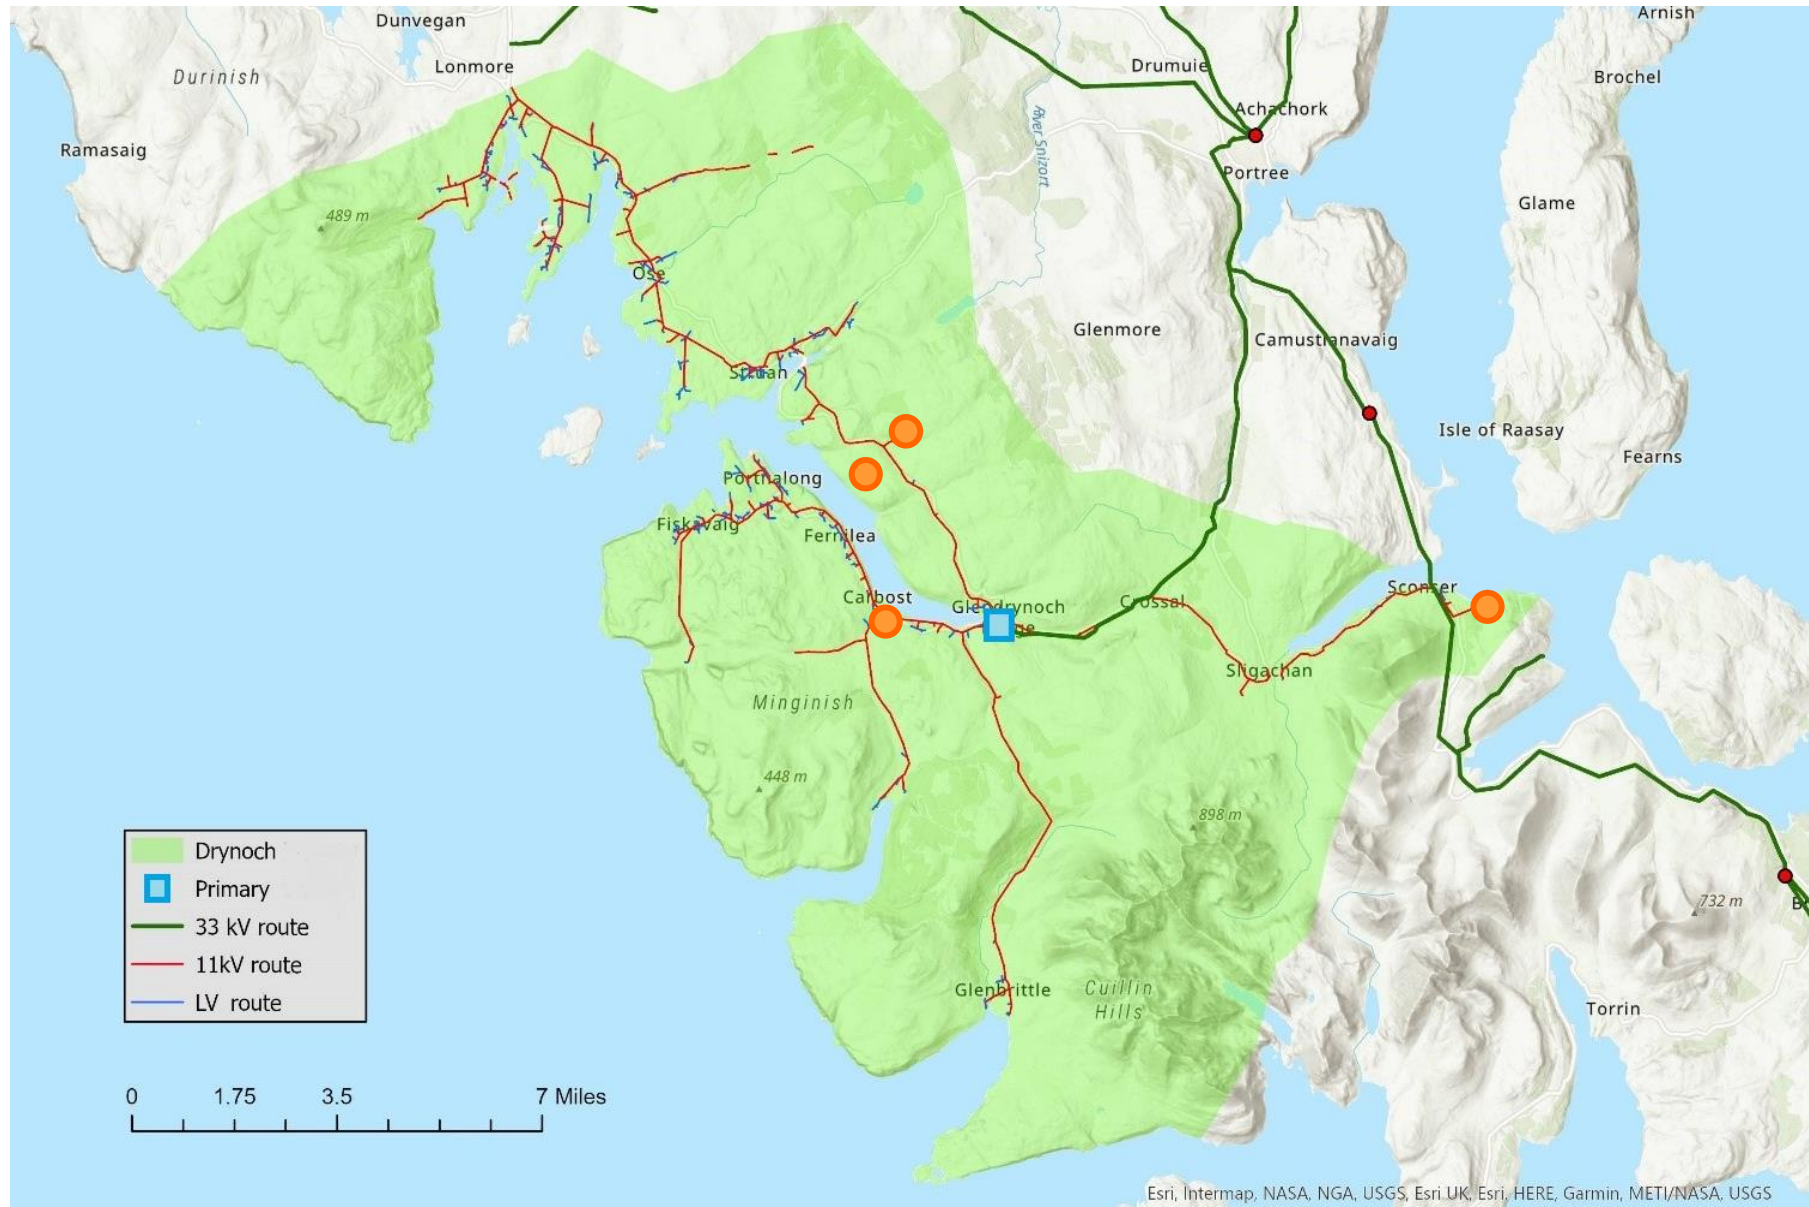 Dunvegan
Arnish
Lonmore
Durinish
Drumuie
Brochel
Achachork
River Snizort
Ramasaig
Portree
Glame
489 m
Ose
Glenmore
Camustianavaig
Struan
Isle of Raasay
Fearns
Portnalong
Fiskavaig
Fernilea
Sconser
Carbost
Glendrynoch
Crossal
Sligachan
Minginish
448 m
898 m
Drynoch
Primary
33 kV route
11kV route
LV route
732 m
Glenbrittle
Cuillin
Hills
Torrin
0 1.75 3.5 7 Miles
Esri, Intermap, NASA, NGA, USGS, Esri UK, Esri, HERE, Garmin, METI/NASA, USGS